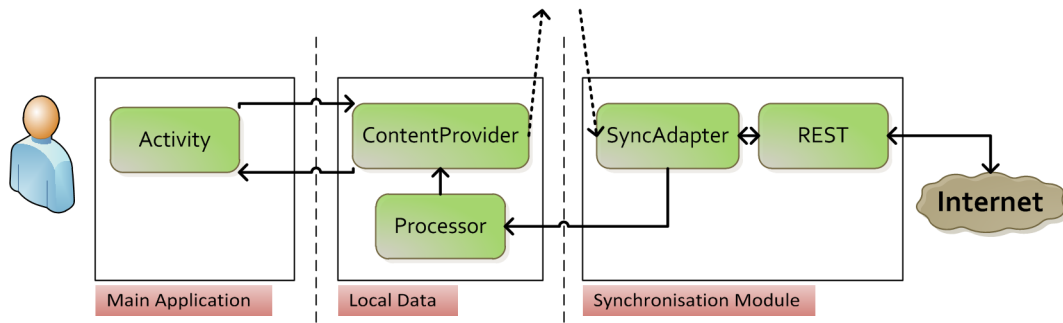 Activity
ContentProvider
SyncAdapter
REST
Processor
Internet
Main Application
Local Data
Synchronisation Module